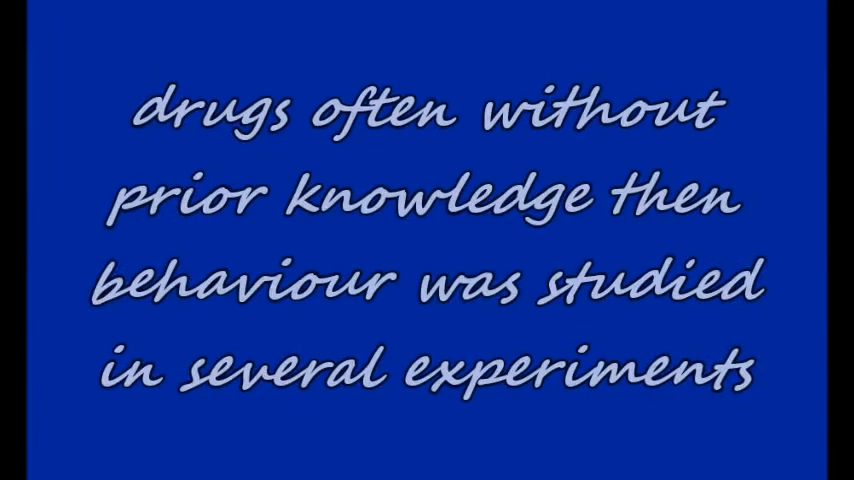 drugs often without
prior knowledge then
behaviour was studied
in several experiments